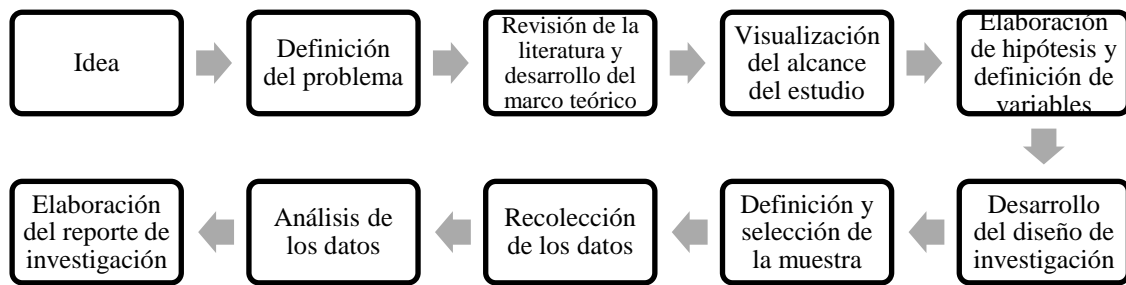 Idea
Definición
del problema
Revisión de la
literatura y
desarrollo del
marco teórico
Visualización
del alcance
del estudio
Elaboración
de hipótesis y
definición de
variables
Desarrollo
del diseño de
investigación
Definición y
selección de
la muestra
Recolección
de los datos
Análisis de
los datos
Elaboración
del reporte de
investigación